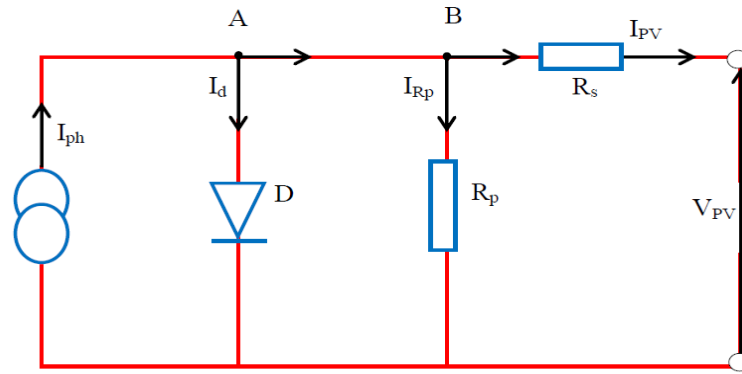 A
B
I_PV
I_d
I_Rp
R_s
I_ph
D
R_p
V_PV